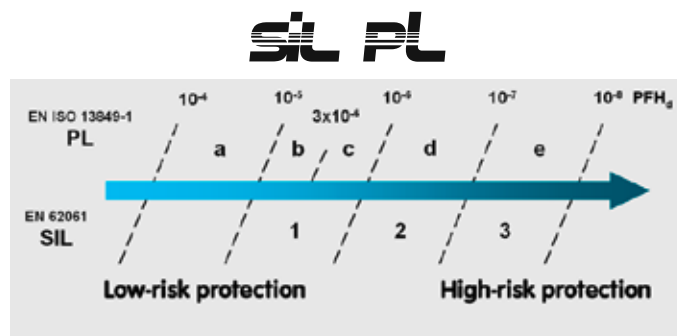 SIL PL
10⁻⁴ 10⁻⁵ 10⁻⁶ 10⁻⁷ 10⁻⁸ PFHd
3x10⁻⁴
EN ISO 13849-1
PL
a b c d e
EN 62061
SIL
1 2 3
Low-risk protection High-risk protection